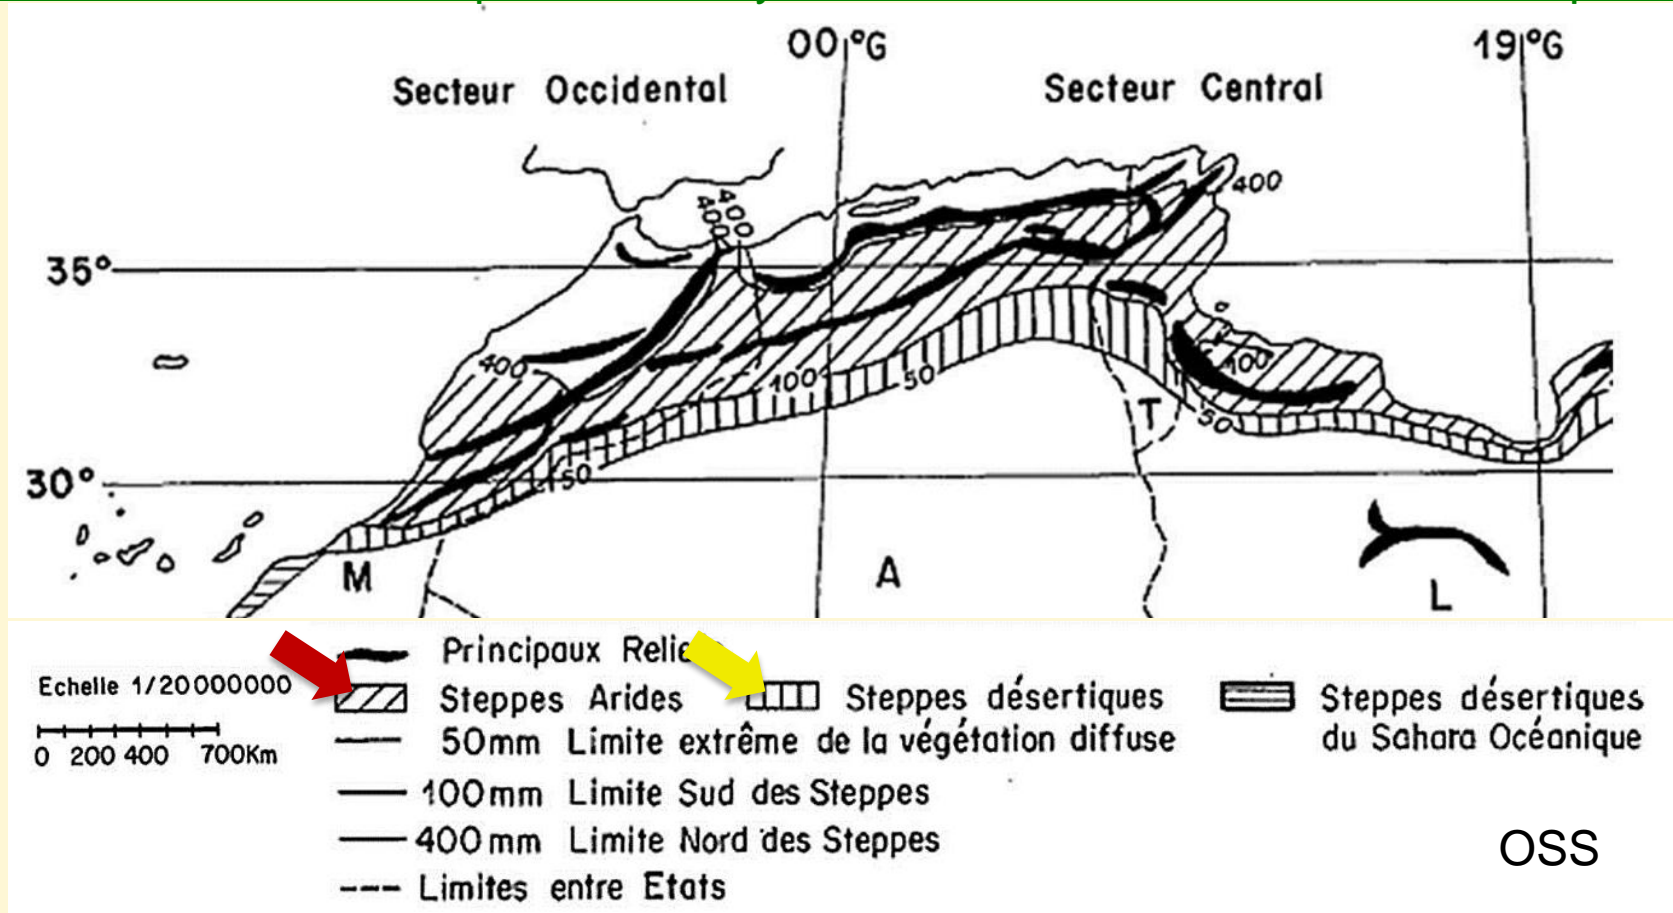 00°G 19°G
Secteur Occidental Secteur Central
400
400
400
35°
400
100
100
50
T
50
30°
50
M
A
L
Principaux
Echelle 1/20000000
Steppes Arides
Steppes désertiques
Steppes désertiques
du Sahara Océanique
0 200 400 700Km
50mm Limite extrême de la végétation diffuse
100mm Limite Sud des Steppes
400mm Limite Nord des Steppes
Limites entre Etats
OSS